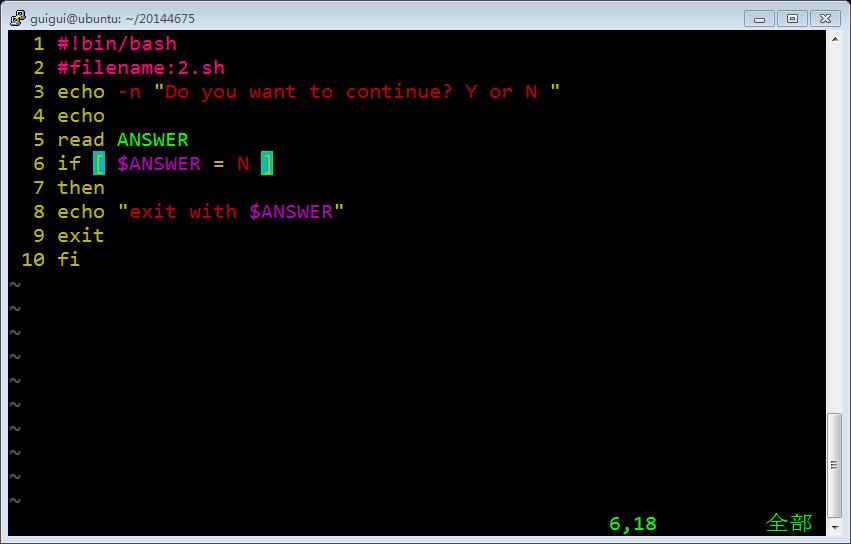 guigui@ubuntu: ~/20144675
1 #!bin/bash
2 #filename:2.sh
3 echo -n "Do you want to continue? Y or N "
4 echo
5 read ANSWER
6 if [ $ANSWER = N ]
7 then
8 echo "exit with $ANSWER"
9 exit
10 fi
~
~
~
~
~
~
~
~
~
~
6,18 全部